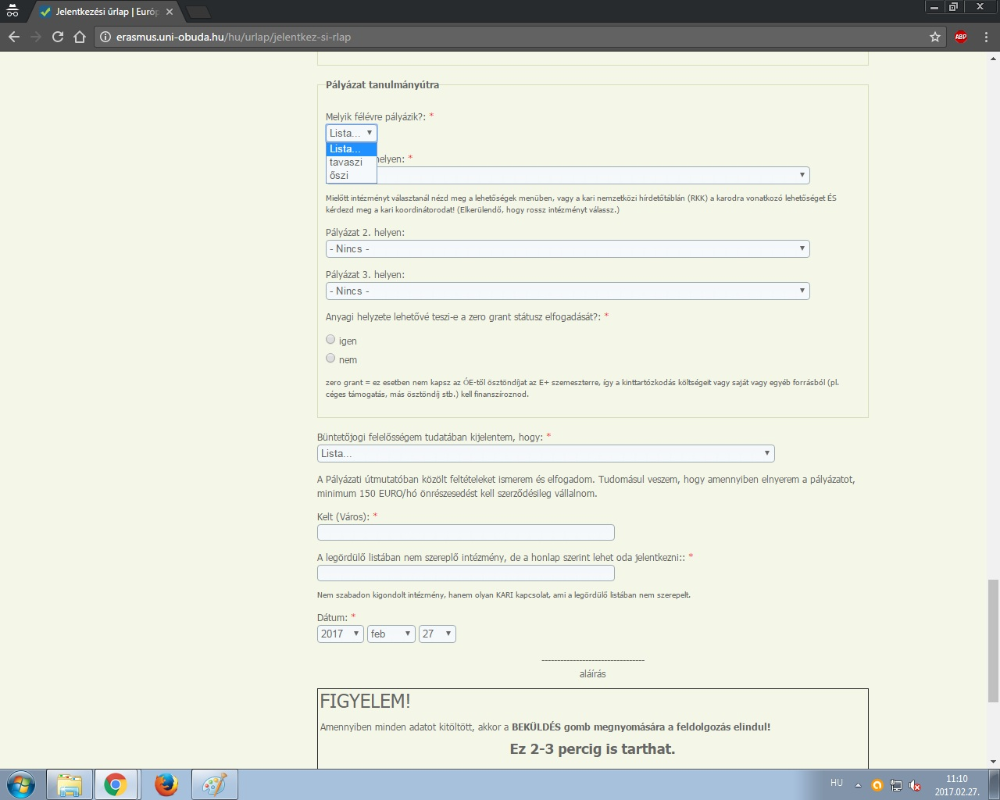 Jelentkezési űrlap | Európ
erasmus.uni-obuda.hu/hu/urlap/jelentkez-si-rlap
ABP
Pályázat tanulmányútra
Melyik félévre pályázik?: *
Lista...
Lista...
tavaszi
őszi
helyen: *
Mielőtt intézményt választanál nézd meg a lehetőségek menüben, vagy a kari nemzetközi hírdetőtáblán (RKK) a karodra vonatkozó lehetőséget ÉS
kérdezd meg a kari koordinátorodat! (Elkerülendő, hogy rossz intézményt válassz.)
Pályázat 2. helyen:
- Nincs -
Pályázat 3. helyen:
- Nincs -
Anyagi helyzete lehetővé teszi-e a zero grant státusz elfogadását?: *
igen
nem
zero grant = ez esetben nem kapsz az ÓE-től ösztöndíjat az E+ szemeszterre, így a kinttartózkodás költségeit vagy saját vagy egyéb forrásból (pl.
céges támogatás, más ösztöndíj stb.) kell finanszíroznod.
Büntetőjogi felelősségem tudatában kijelentem, hogy: *
Lista...
A Pályázati útmutatóban közölt feltételeket ismerem és elfogadom. Tudomásul veszem, hogy amennyiben elnyerem a pályázatot,
minimum 150 EURO/hó önrészesedést kell szerződésileg vállalnom.
Kelt (Város): *
A legördülő listában nem szereplő intézmény, de a honlap szerint lehet oda jelentkezni:: *
Nem szabadon kigondolt intézmény, hanem olyan KARI kapcsolat, ami a legördülő listában nem szerepelt.
Dátum: *
2017 feb 27
---------------------------------
aláírás
FIGYELEM!
Amennyiben minden adatot kitöltött, akkor a BEKÜLDÉS gomb megnyomására a feldolgozás elindul!
Ez 2-3 percig is tarthat.
HU
11:10
2017.02.27.